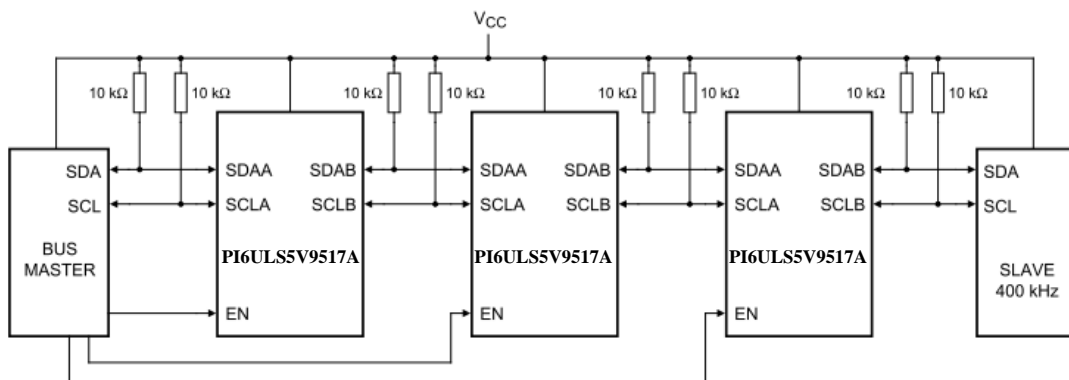 VCC
10 kΩ 10 kΩ 10 kΩ 10 kΩ 10 kΩ 10 kΩ 10 kΩ 10 kΩ
SDA SDAA SDAB SDAA SDAB SDAA SDAB SDA
SCL SCLA SCLB SCLA SCLB SCLA SCLB SCL
BUS
MASTER
PI6ULS5V9517A PI6ULS5V9517A PI6ULS5V9517A
SLAVE
400 kHz
EN EN EN